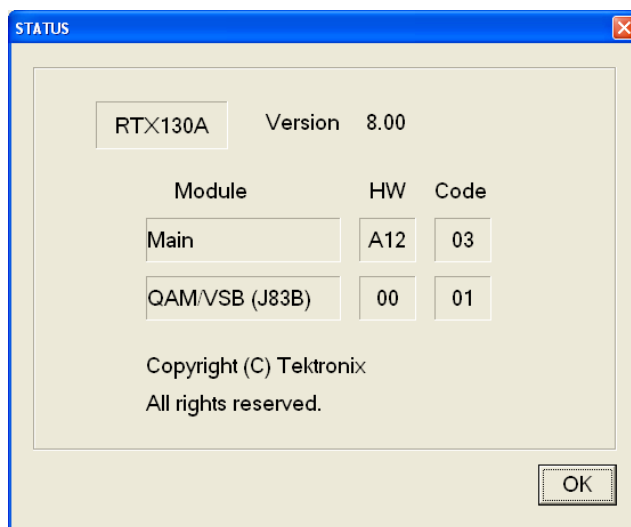 STATUS
RTX130A Version 8.00
Module HW Code
Main A12 03
QAM/VSB (J83B) 00 01
Copyright (C) Tektronix
All rights reserved.
OK